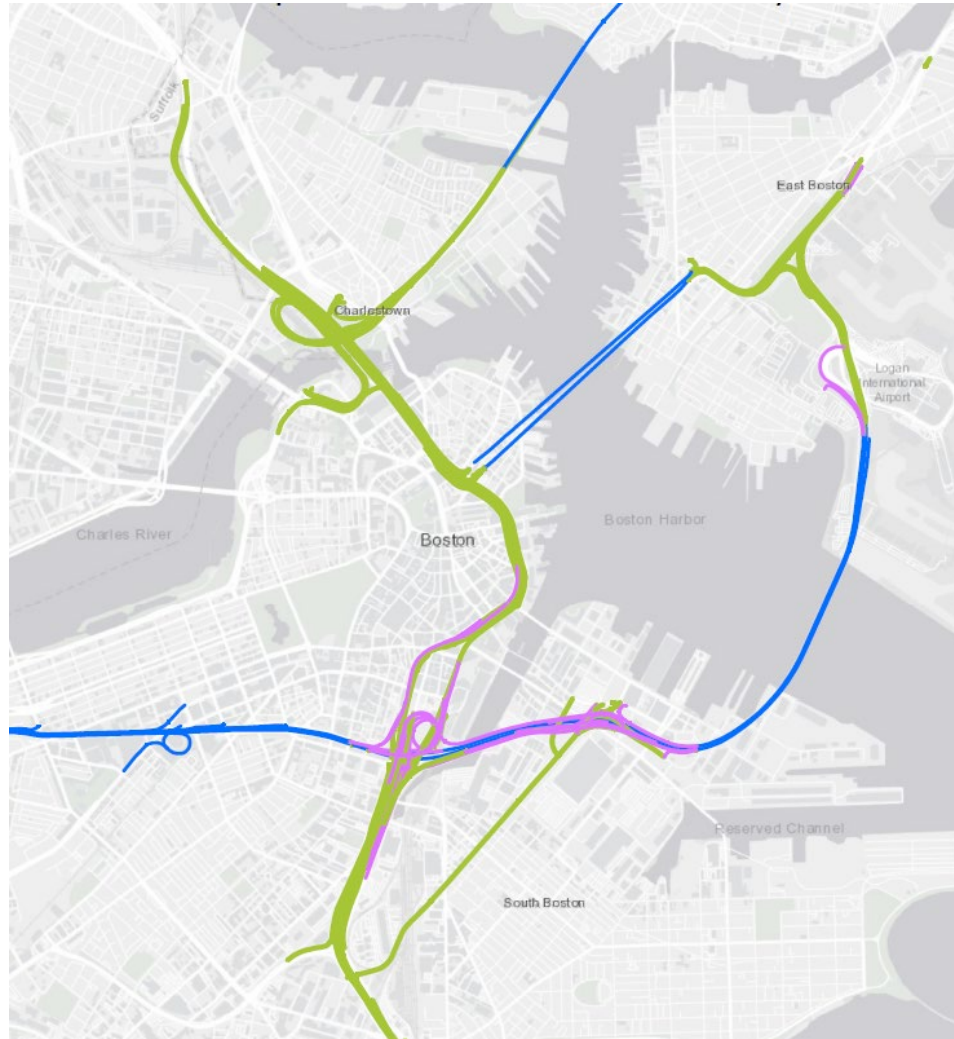 Suffolk
East Boston
Charlestown
Logan
International
Airport
Boston Harbor
Charles River
Boston
Reserved Channel
South Boston